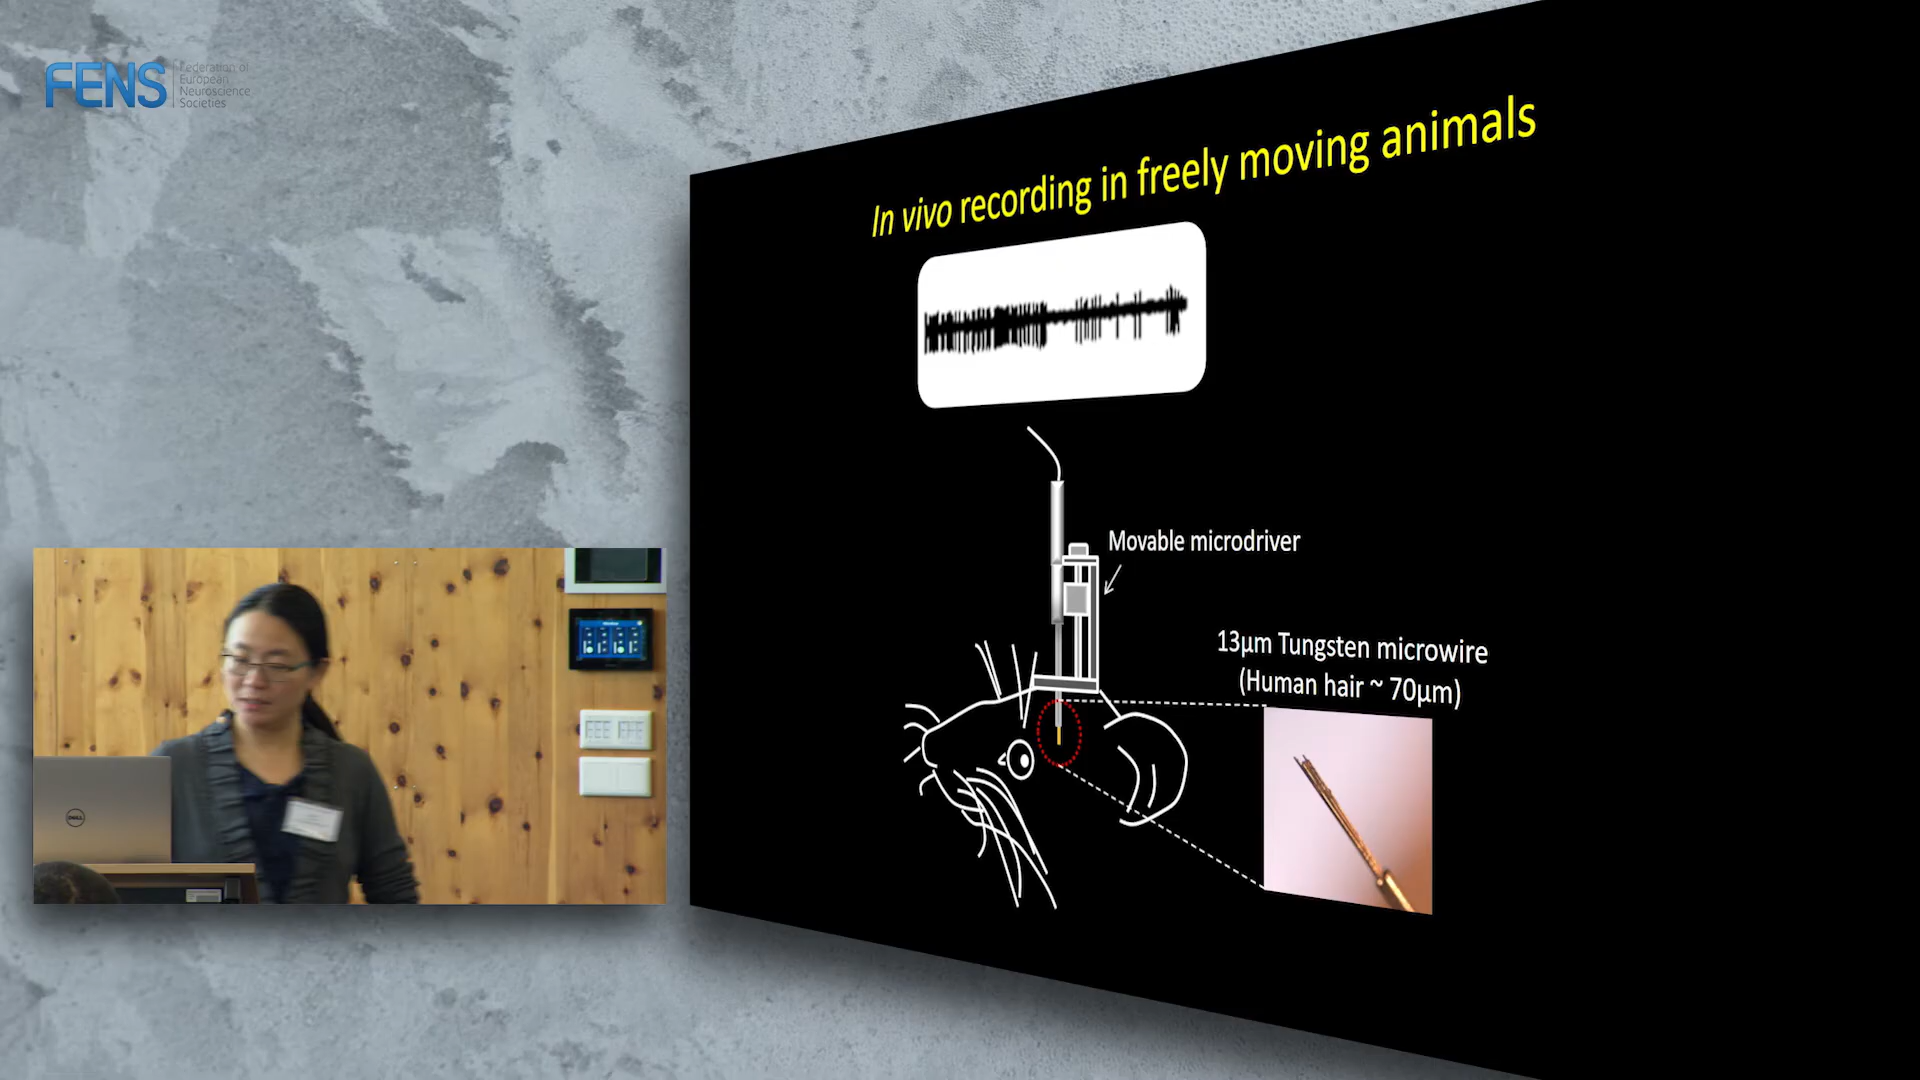 FENS
Federation of
European
Neuroscience
Societies
In vivo recording in freely moving animals
Movable microdriver
13μm Tungsten microwire
(Human hair ~ 70μm)
DELL